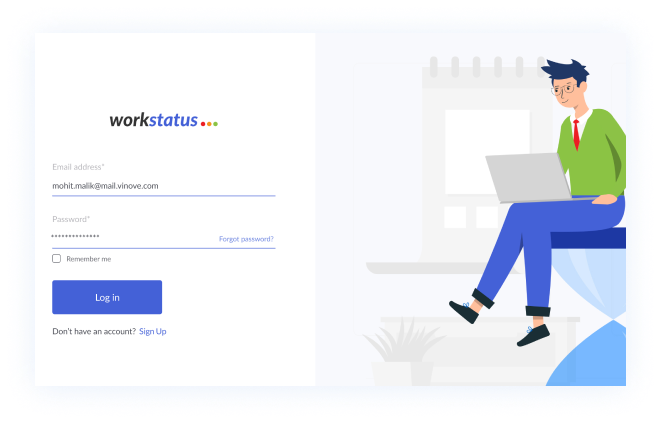 workstatus
Email address*
mohit.malik@mail.vinove.com
Password*
**************
Forgot password?
Remember me
Log in
Don't have an account? Sign Up